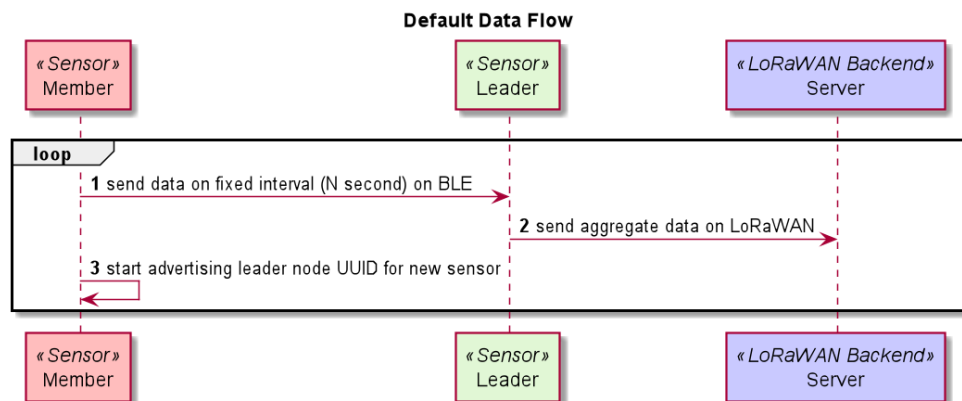 Default Data Flow
«Sensor»
Member
«Sensor»
Leader
«LoRaWAN Backend»
Server
loop
1 send data on fixed interval (N second) on BLE
2 send aggregate data on LoRaWAN
3 start advertising leader node UUID for new sensor
«Sensor»
Member
«Sensor»
Leader
«LoRaWAN Backend»
Server